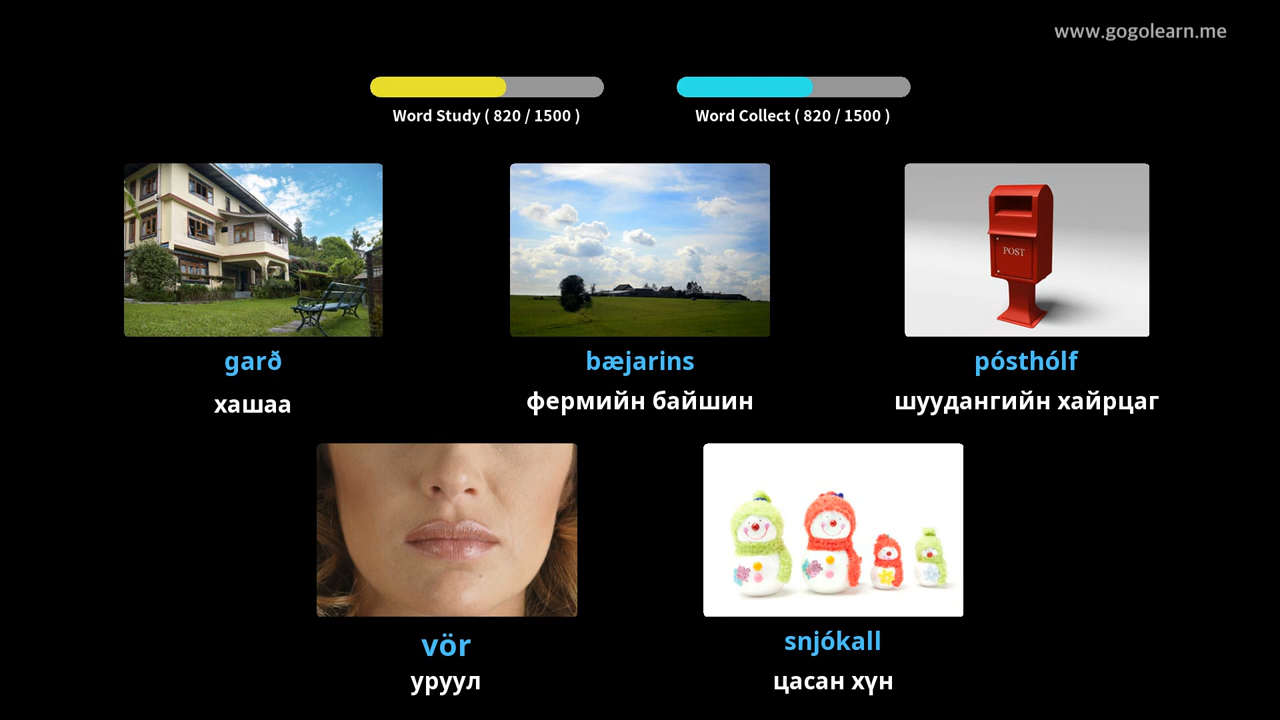 www.gogolearn.me
Word Study ( 820 / 1500 )
Word Collect ( 820 / 1500 )
POST
garð
хашаа
bæjarins
фермийн байшин
pósthólf
шуудангийн хайрцаг
vör
уруул
snjókall
цасан хүн